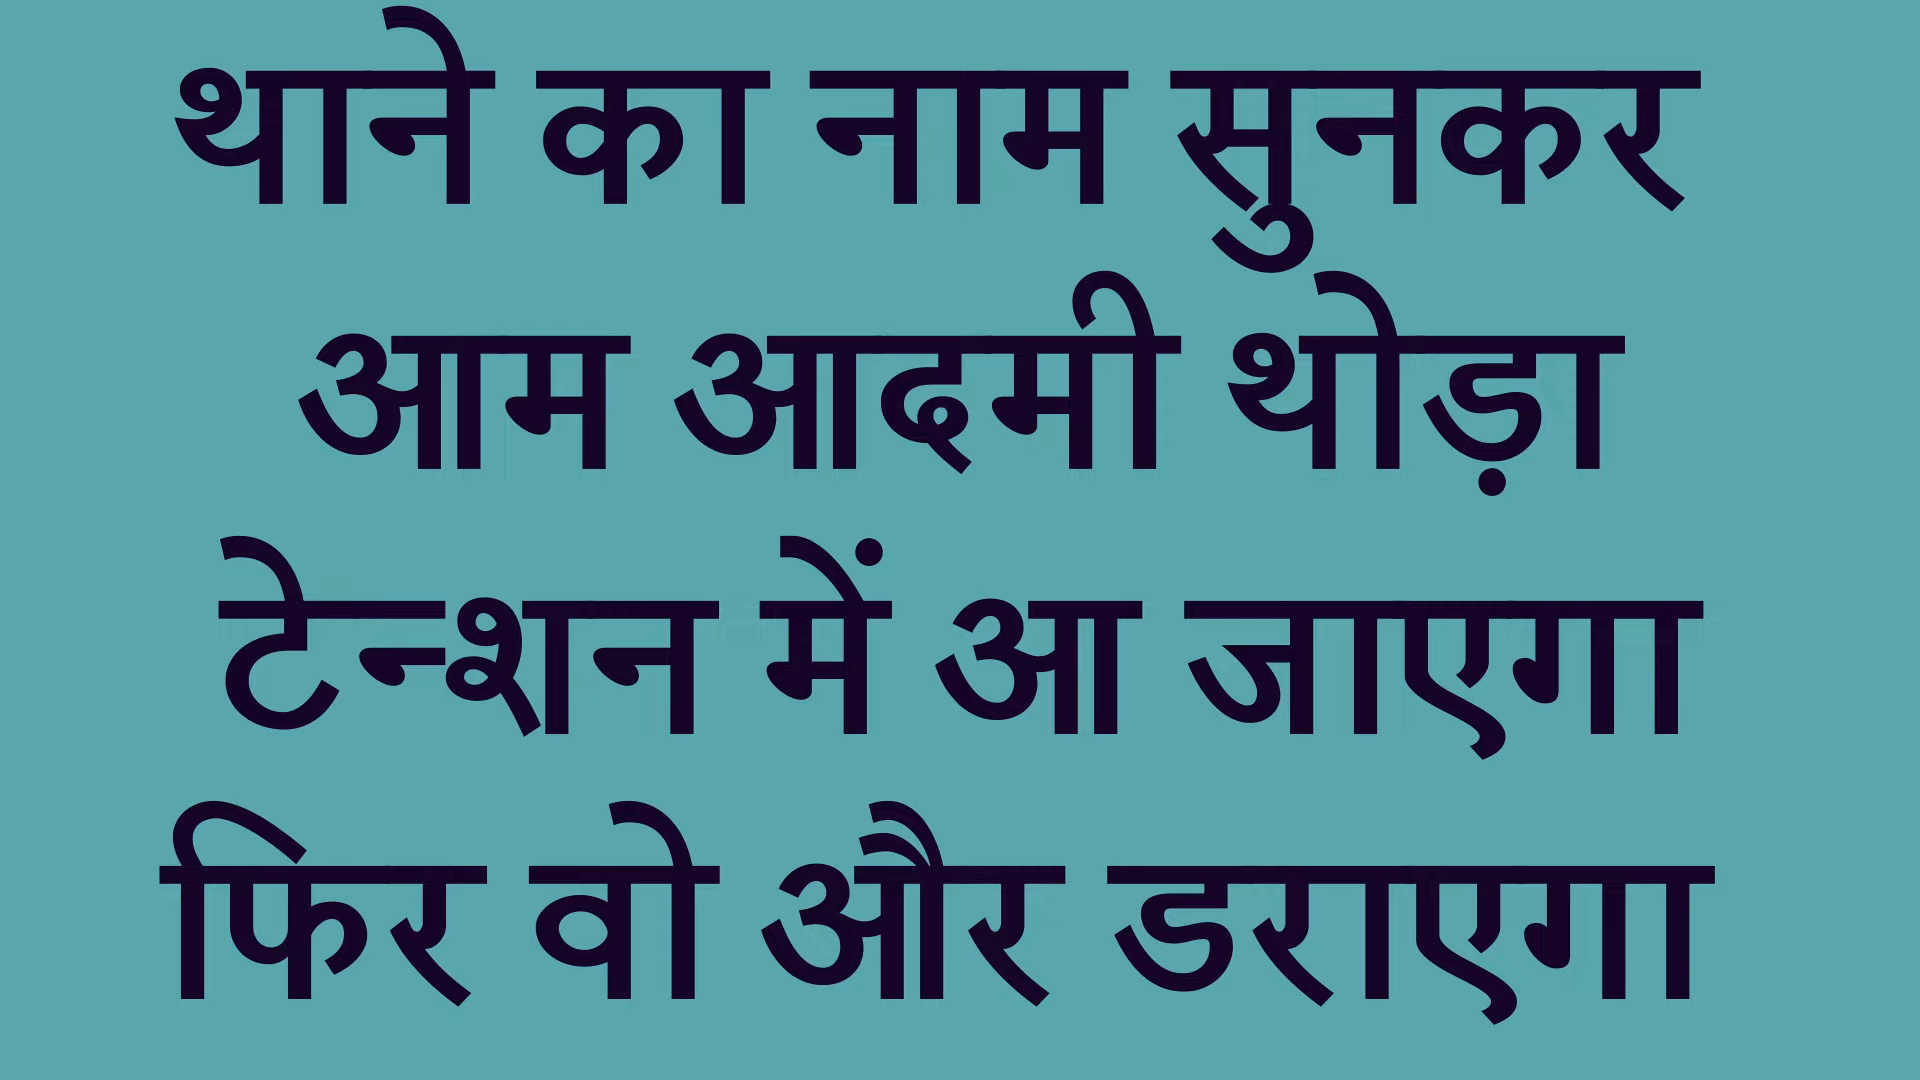 थाने का नाम सुनकर
आम आदमी थोड़ा
टेन्शन में आ जाएगा
फिर वो और डराएगा